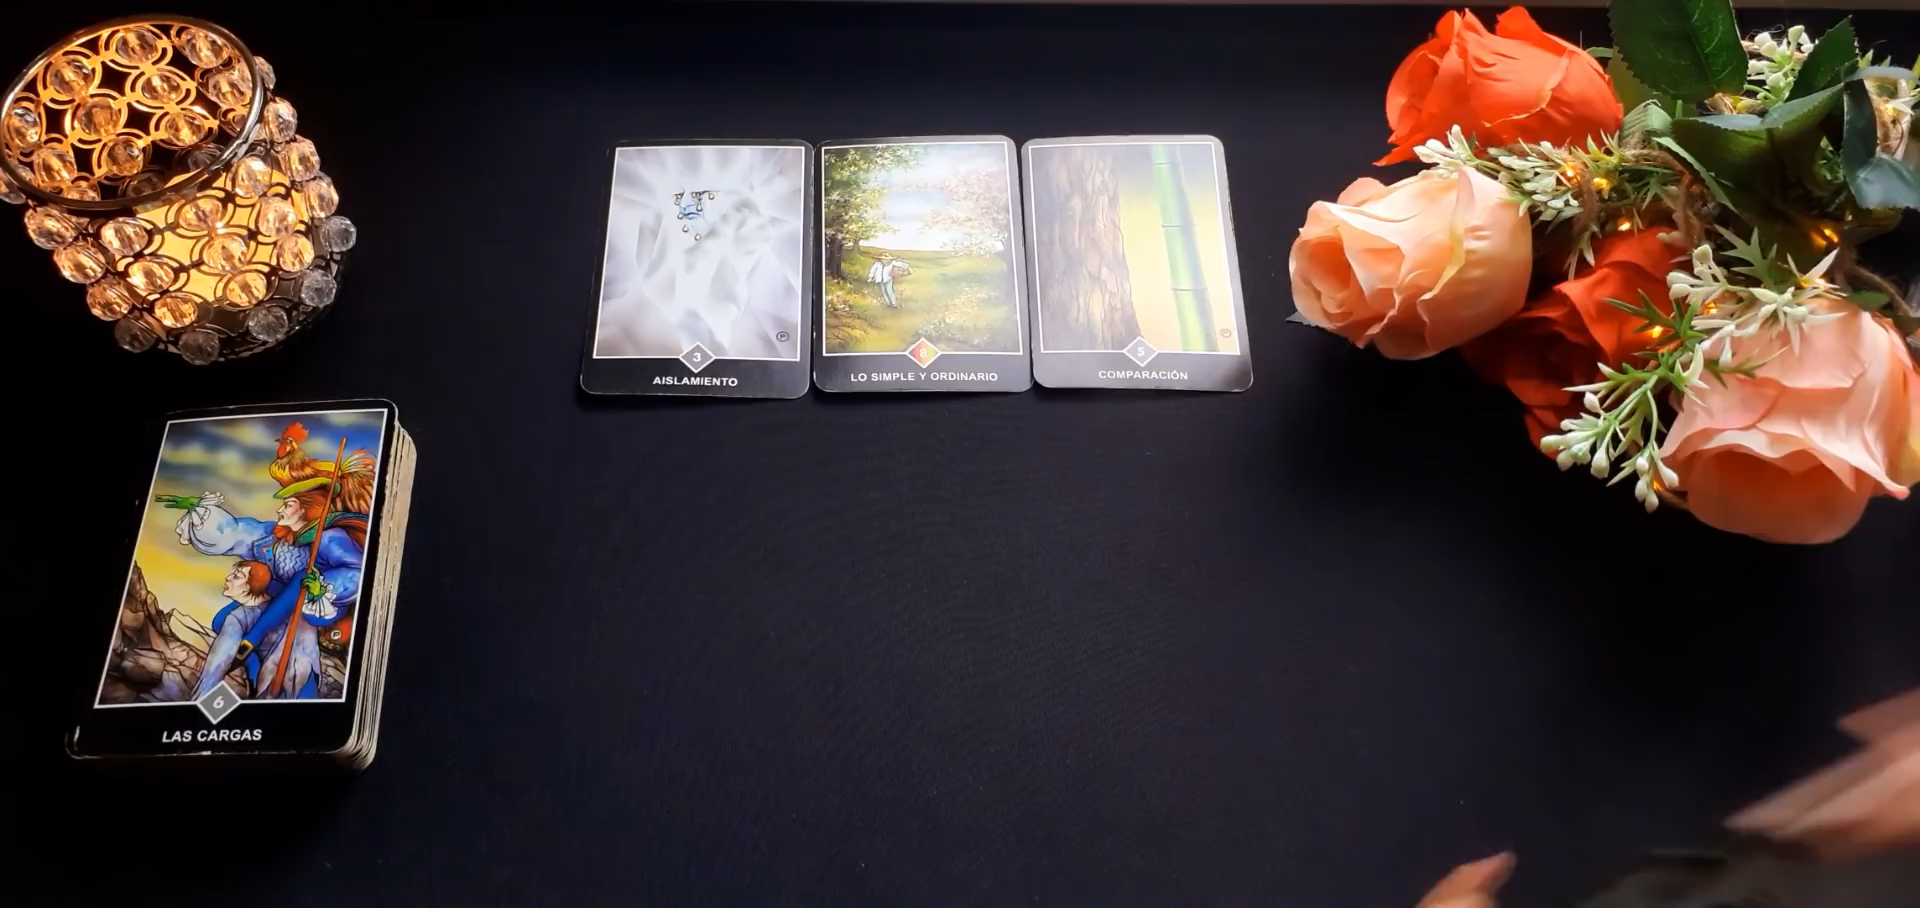 3
AISLAMIENTO
8
LO SIMPLE Y ORDINARIO
5
COMPARACIÓN
6
LAS CARGAS